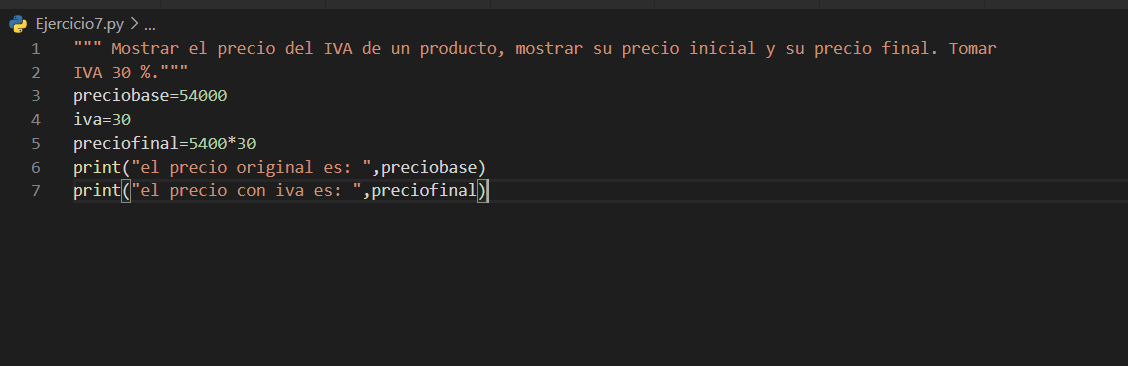 Ejercicio7.py > ...
1 """ Mostrar el precio del IVA de un producto, mostrar su precio inicial y su precio final. Tomar
2 IVA 30 %."""
3 preciobase=54000
4 iva=30
5 preciofinal=5400*30
6 print("el precio original es: ",preciobase)
7 print("el precio con iva es: ",preciofinal)